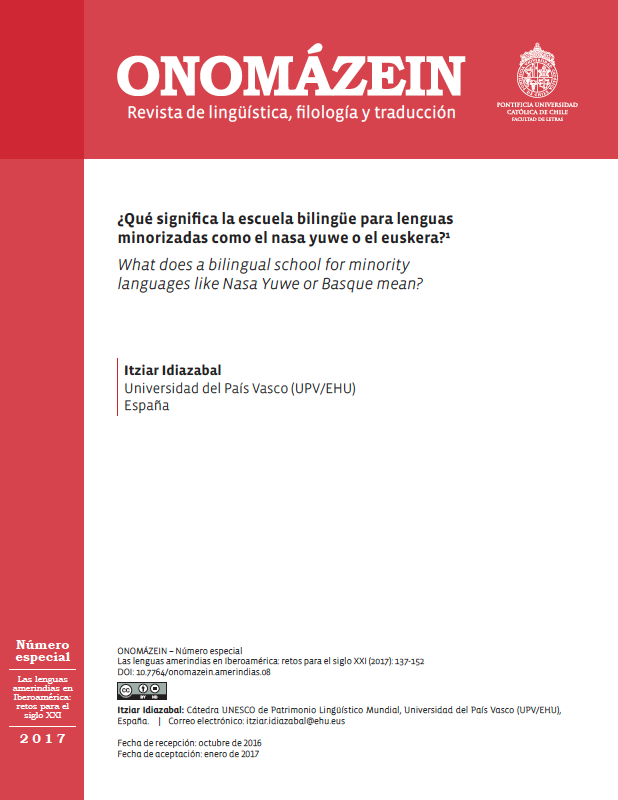 ONOMÁZEIN
Revista de lingüística, filología y traducción
PONTIFICIA UNIVERSIDAD
CATÓLICA DE CHILE
FACULTAD DE LETRAS
¿Qué significa la escuela bilingüe para lenguas
minorizadas como el nasa yuwe o el euskera?¹
What does a bilingual school for minority
languages like Nasa Yuwe or Basque mean?
Itziar Idiazabal
Universidad del País Vasco (UPV/EHU)
España
Número
especial
Las lenguas
amerindias en
Iberoamérica:
retos para el
siglo XXI
2017
ONOMÁZEIN – Número especial
Las lenguas amerindias en Iberoamérica: retos para el siglo XXI (2017): 137-152
DOI: 10.7764/onomazein.amerindias.08
cc BY ND
Itziar Idiazabal: Cátedra UNESCO de Patrimonio Lingüístico Mundial, Universidad del País Vasco (UPV/EHU),
España. | Correo electrónico: itziar.idiazabal@ehu.eus
Fecha de recepción: octubre de 2016
Fecha de aceptación: enero de 2017